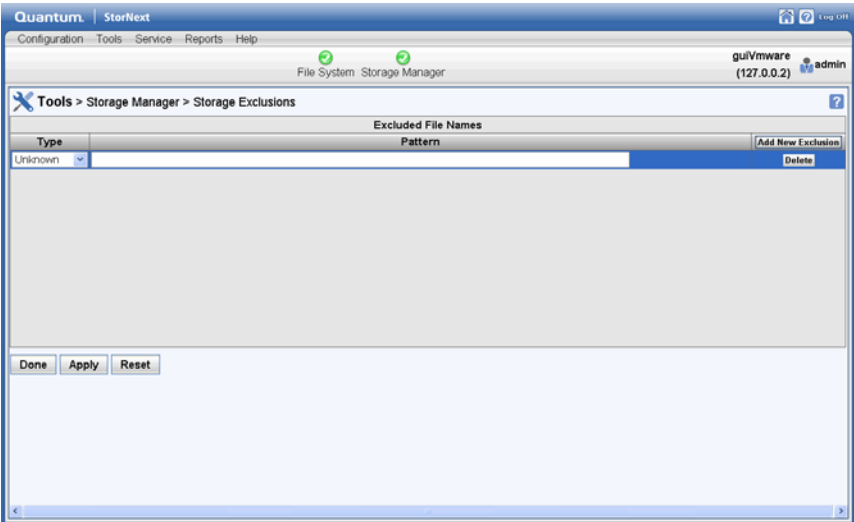 Quantum. StorNext Log Off
Configuration Tools Service Reports Help
File System Storage Manager
guiVmware
(127.0.0.2)
admin
Tools > Storage Manager > Storage Exclusions
Excluded File Names
Type Pattern Add New Exclusion
Unknown Delete
Done Apply Reset